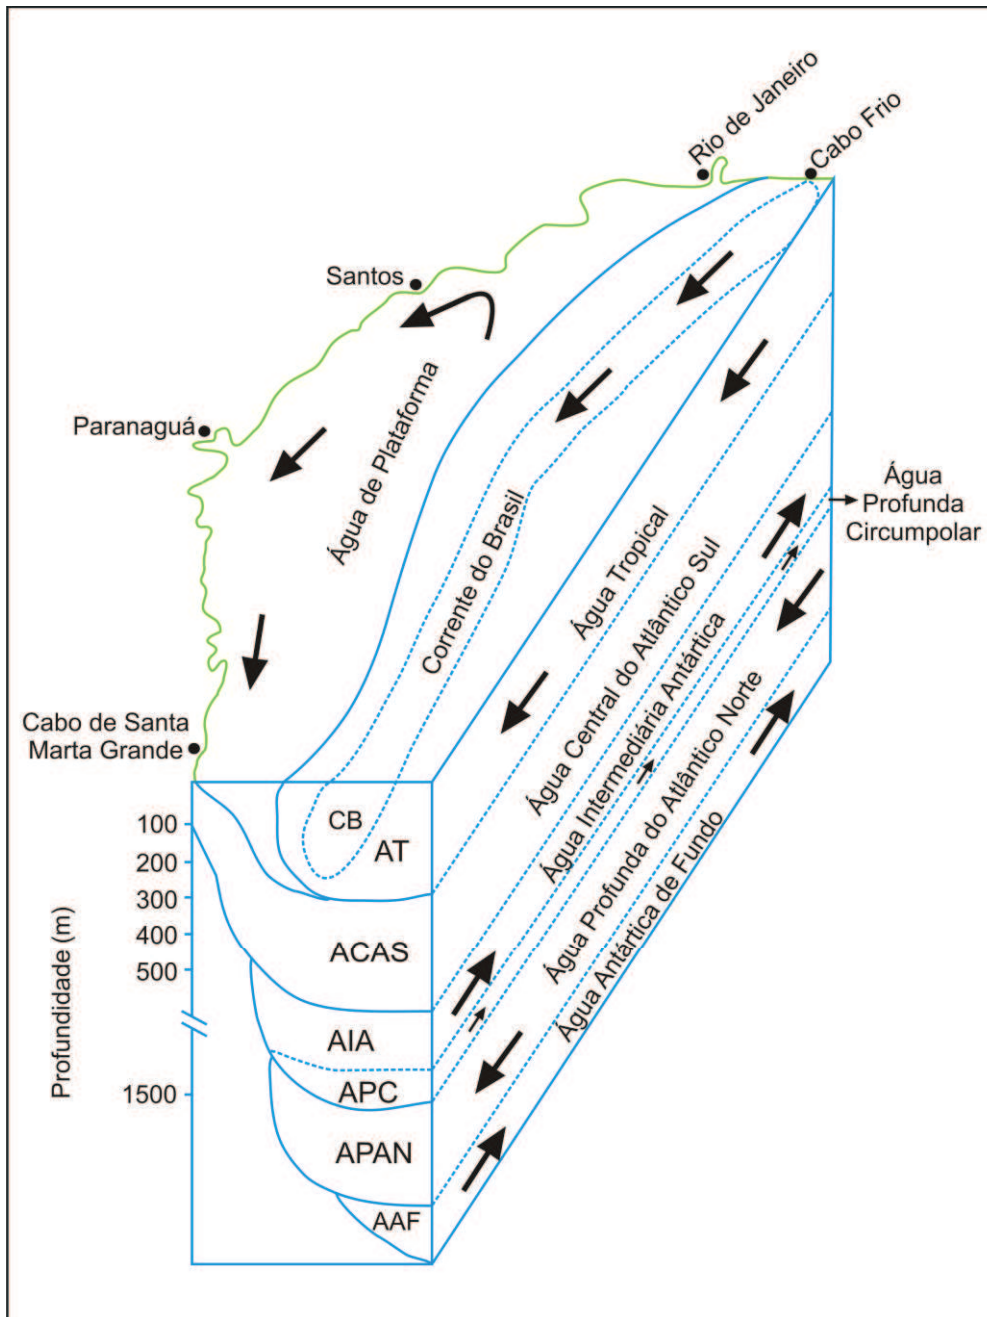 Rio de Janeiro
Cabo Frio
Santos
Paranaguá
Água de Plataforma
Corrente do Brasil
Água Tropical
Água Central do Atlântico Sul
Água Intermediária Antártica
Água
Profunda
Circumpolar
Água Profunda do Atlântico Norte
Água Antártica de Fundo
Cabo de Santa
Marta Grande
Profundidade (m)
100
200
300
400
500
1500
CB
AT
ACAS
AIA
APC
APAN
AAF